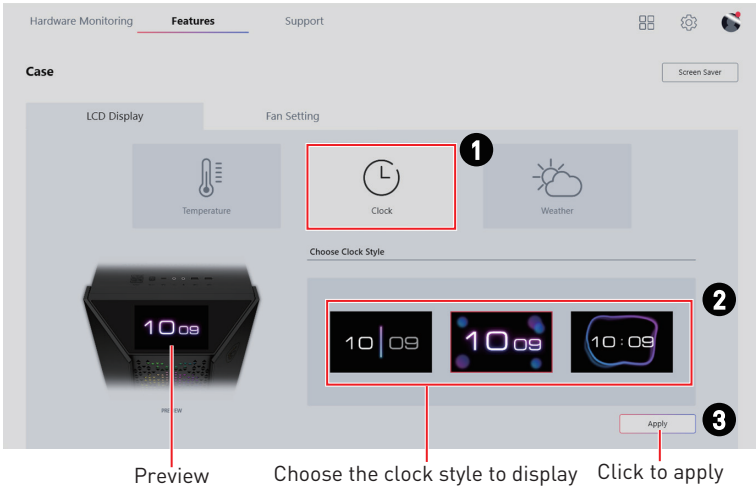 Hardware Monitoring Features Support
Case
Screen Saver
LCD Display Fan Setting
1
Temperature Clock Weather
Choose Clock Style
2
10 09
10 09 10 09 10:09
PREVIEW
Apply 3
Preview Choose the clock style to display Click to apply